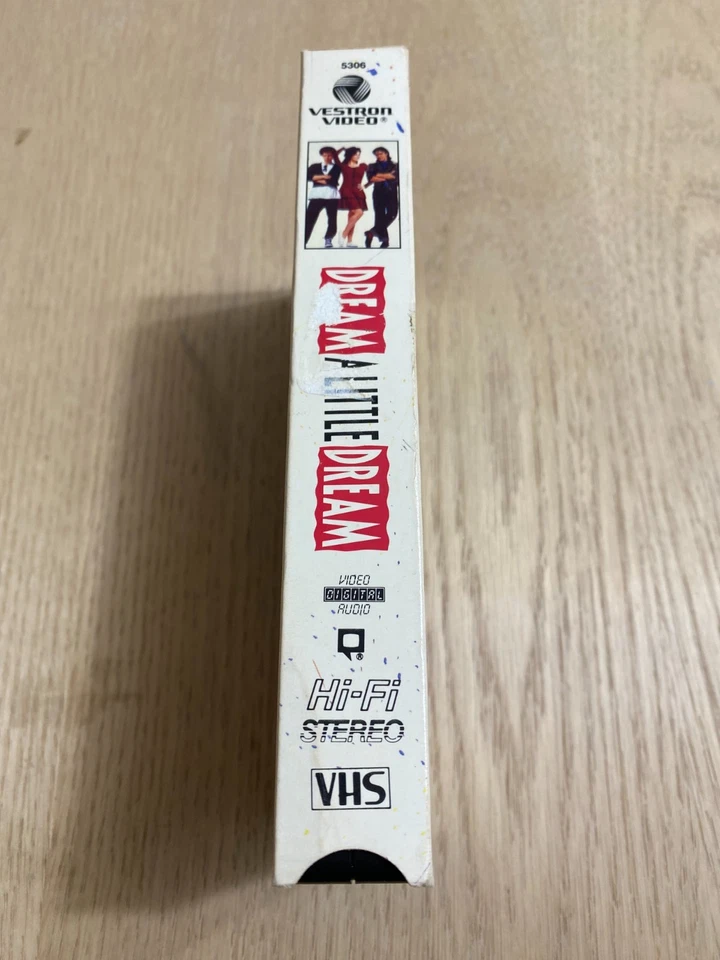 5306
VESTRON
VIDEO®
DREAM A LITTLE DREAM
VIDEO
DIGITAL
AUDIO
®
Hi-Fi
STEREO
VHS